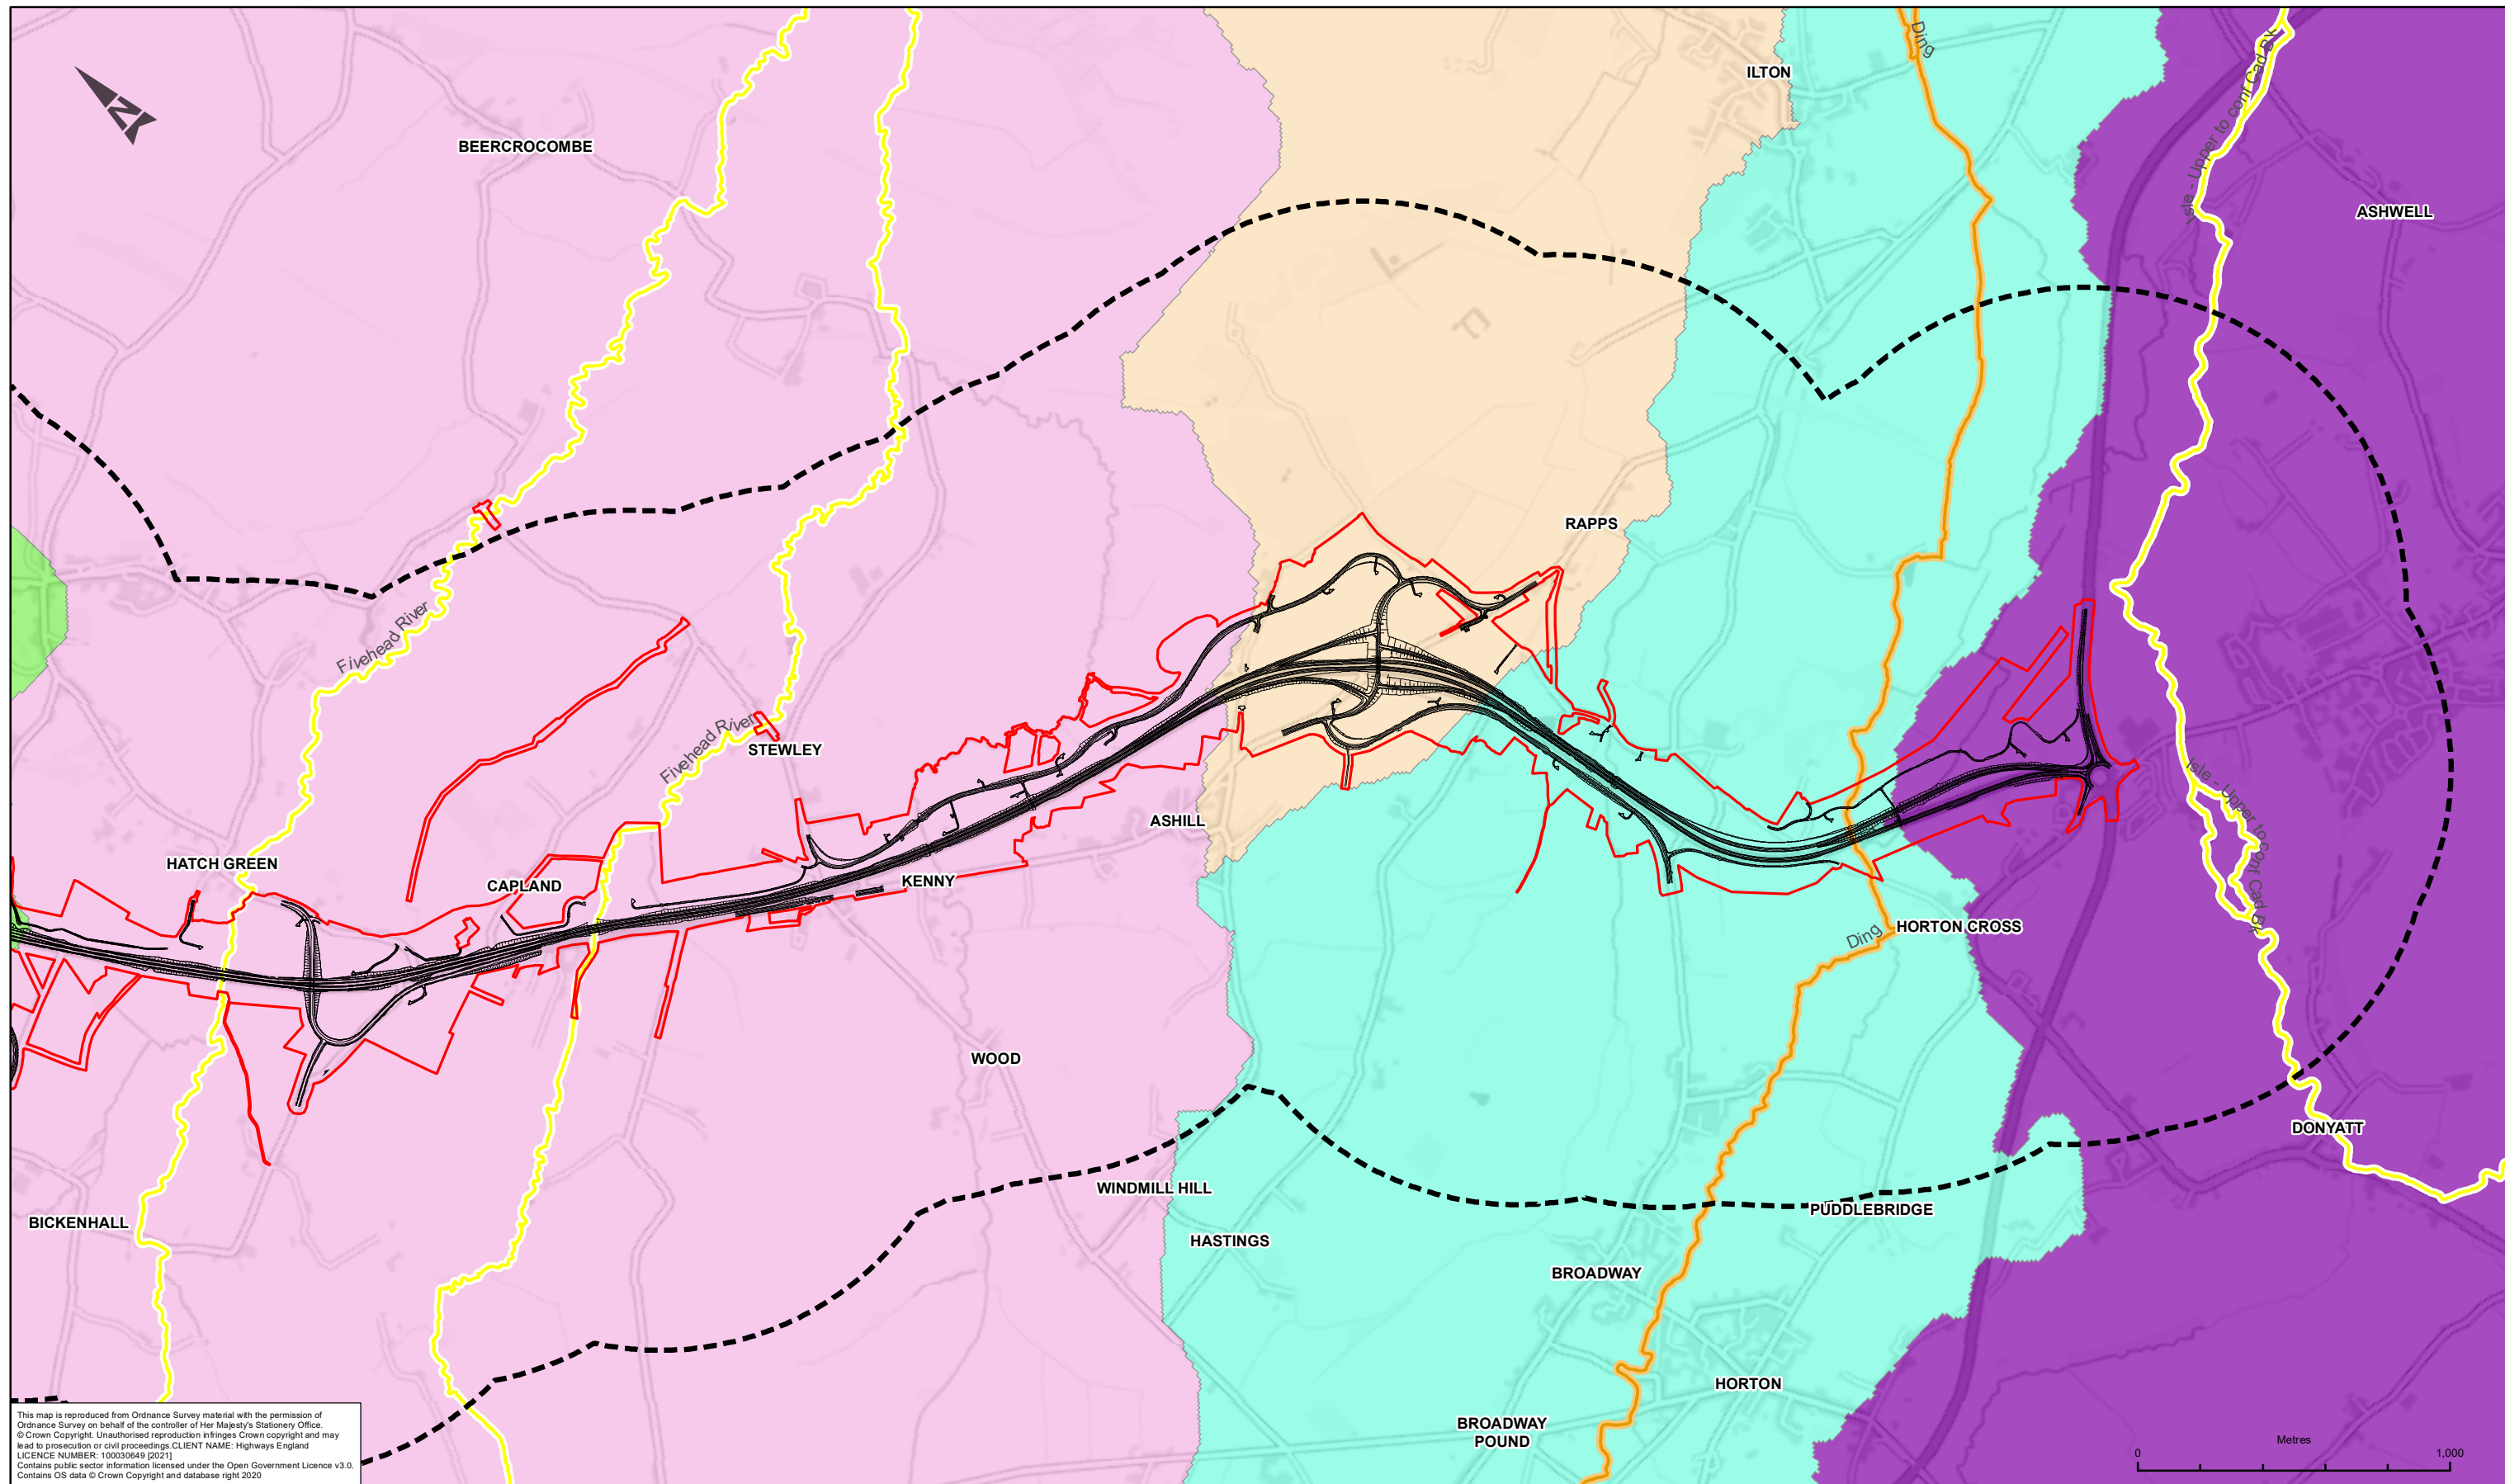 Ding
Isle - Upper to conf Cad Bk
ILTON
N
BEERCROCOMBE
ASHWELL
RAPPS
Fivehead River
Fivehead River
STEWLEY
Isle - Upper to conf Cad Bk
ASHILL
HATCH GREEN
CAPLAND
KENNY
HORTON CROSS
Ding
WOOD
DONYATT
WINDMILL HILL
PUDDLEBRIDGE
BICKENHALL
HASTINGS
BROADWAY
HORTON
BROADWAY
POUND
This map is reproduced from Ordnance Survey material with the permission of
Ordnance Survey on behalf of the controller of Her Majesty's Stationery Office.
© Crown Copyright. Unauthorised reproduction infringes Crown copyright and may
lead to prosecution or civil proceedings.CLIENT NAME: Highways England
LICENCE NUMBER: 100030649 [2021]
Contains public sector information licensed under the Open Government Licence v3.0.
Contains OS data © Crown Copyright and database right 2020
Metres
0 1,000